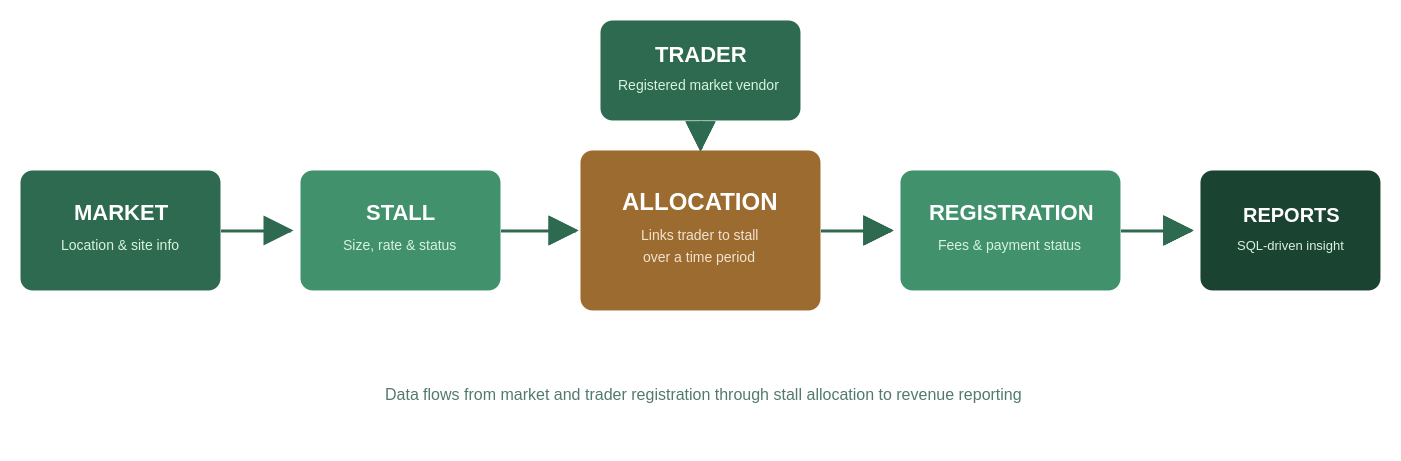 TRADER
Registered market vendor
MARKET
Location & site info
STALL
Size, rate & status
ALLOCATION
Links trader to stall
over a time period
REGISTRATION
Fees & payment status
REPORTS
SQL-driven insight
Data flows from market and trader registration through stall allocation to revenue reporting